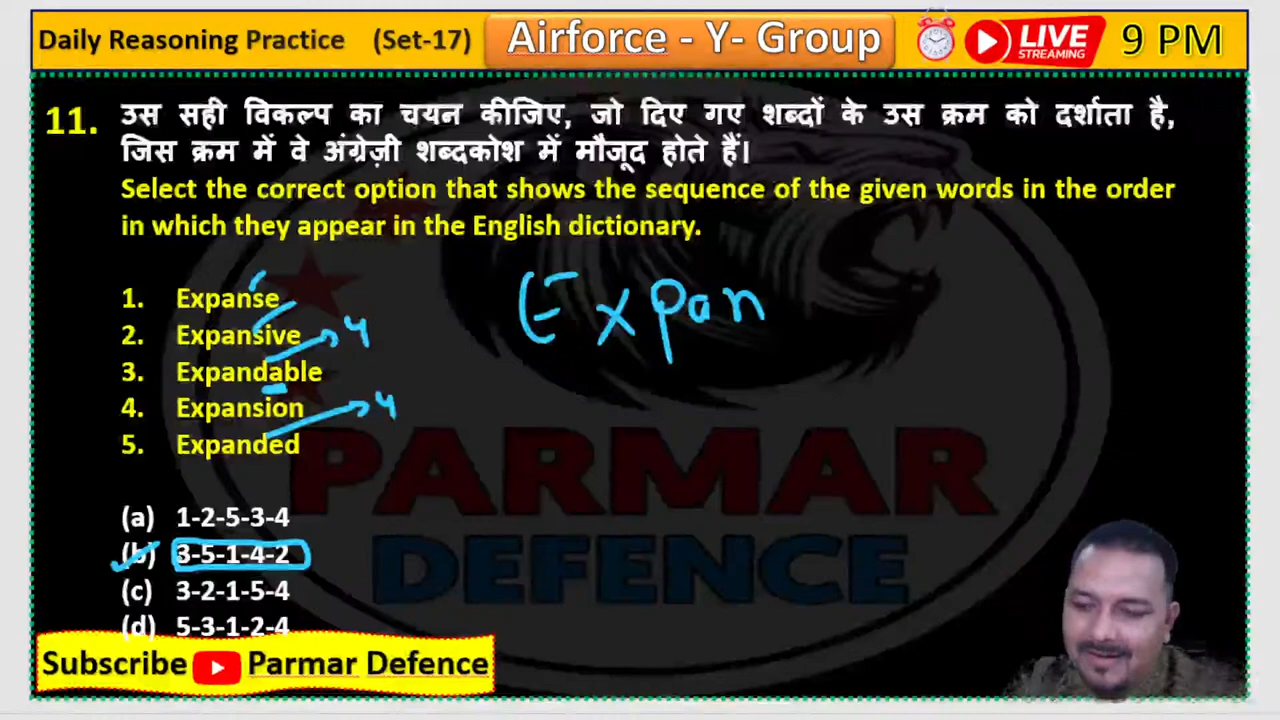 Daily Reasoning Practice (Set-17) Airforce - Y- Group LIVE STREAMING 9 PM
11. उस सही विकल्प का चयन कीजिए, जो दिए गए शब्दों के उस क्रम को दर्शाता है,
जिस क्रम में वे अंग्रेज़ी शब्दकोश में मौजूद होते हैं।
Select the correct option that shows the sequence of the given words in the order
in which they appear in the English dictionary.
Expan
1. Expanse
2. Expansive 4
3. Expandable
4. Expansion 4
5. Expanded
PARMAR
DEFENCE
(a) 1-2-5-3-4
(b) 3-5-1-4-2
(c) 3-2-1-5-4
(d) 5-3-1-2-4
Subscribe Parmar Defence